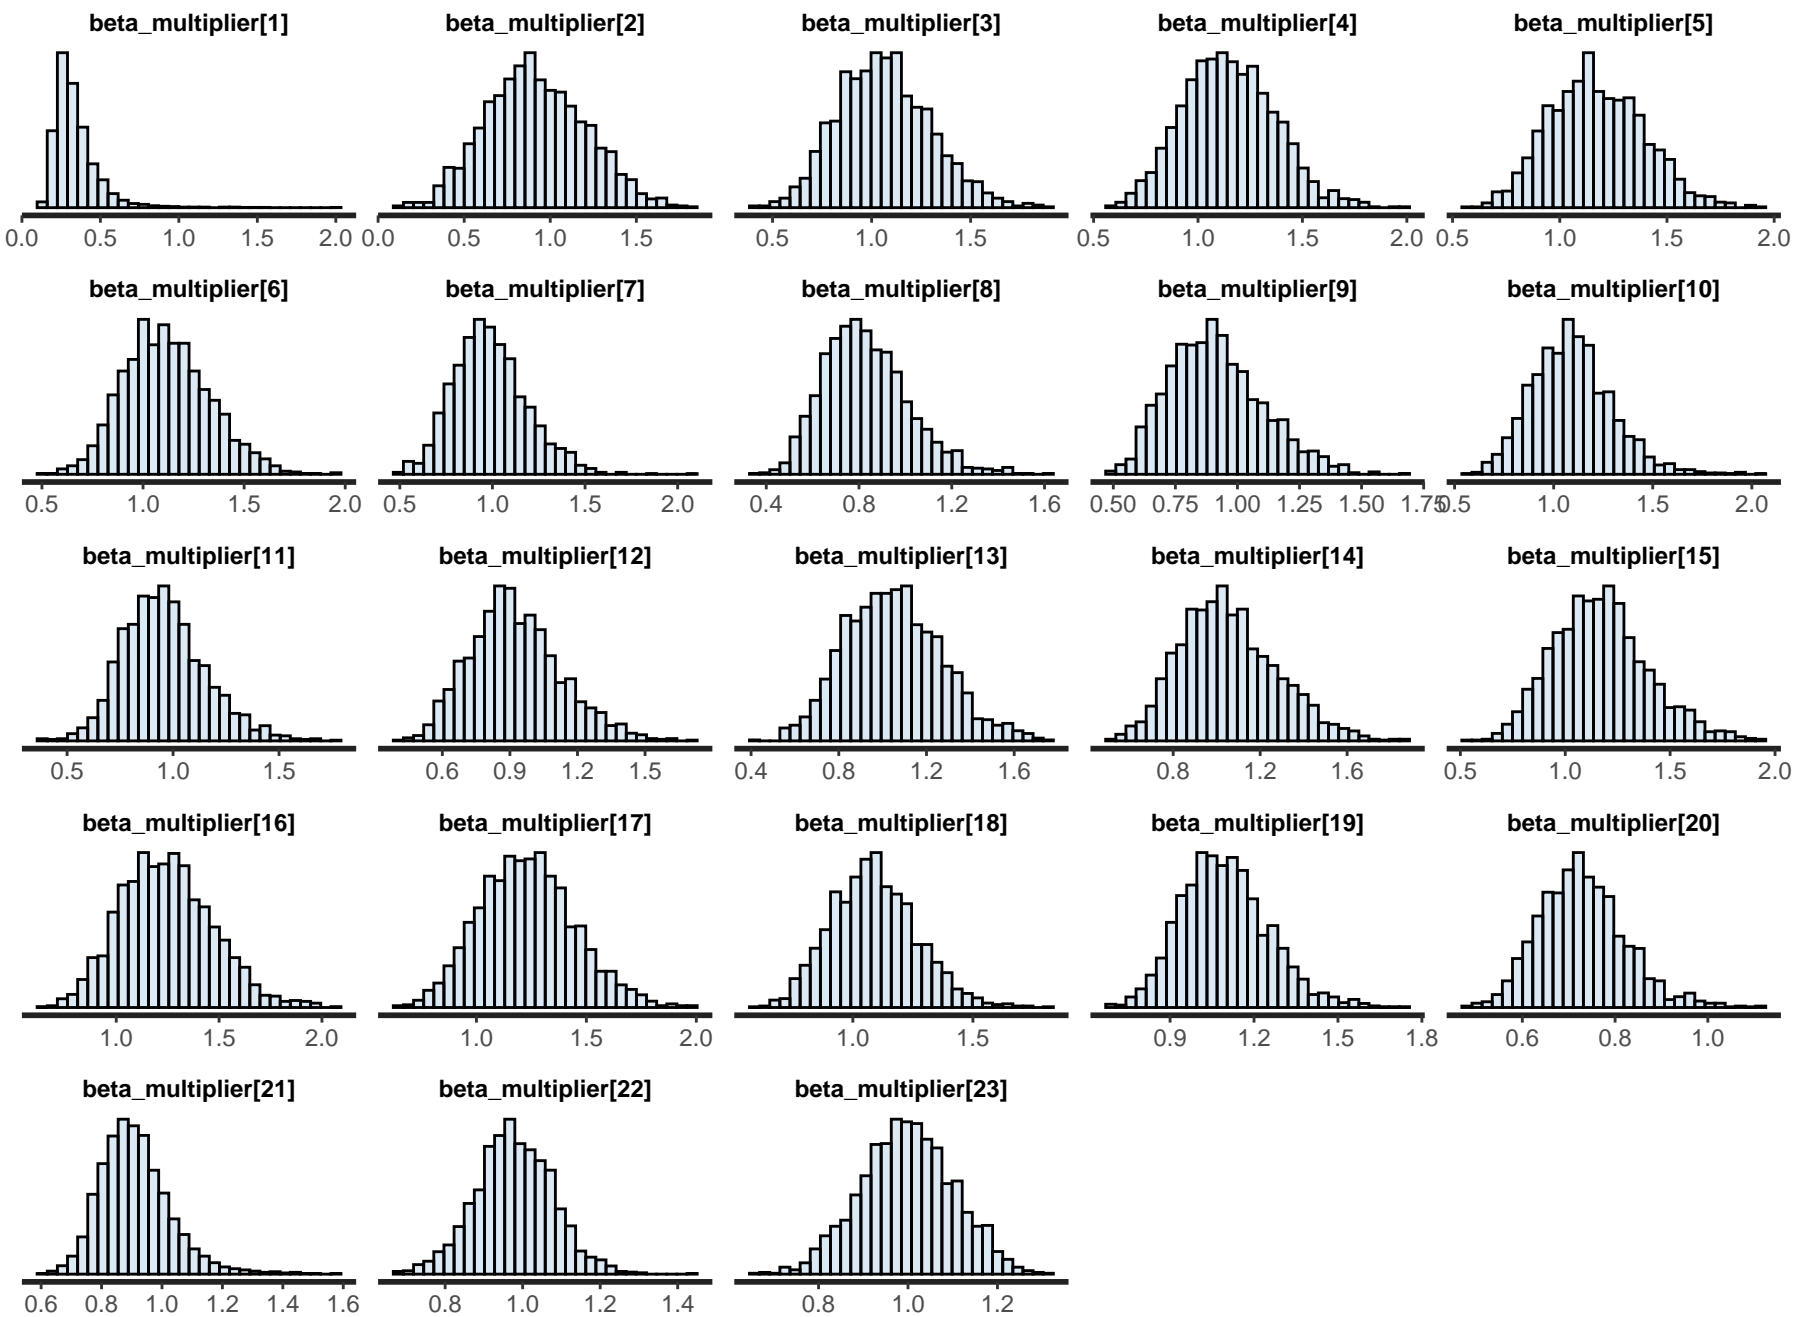 beta_multiplier[1] beta_multiplier[2] beta_multiplier[3] beta_multiplier[4] beta_multiplier[5]
0.0 0.5 1.0 1.5 2.0 0.0 0.5 1.0 1.5 0.5 1.0 1.5 0.5 1.0 1.5 2.0 0.5 1.0 1.5 2.0
beta_multiplier[6] beta_multiplier[7] beta_multiplier[8] beta_multiplier[9] beta_multiplier[10]
0.5 1.0 1.5 2.0 0.5 1.0 1.5 2.0 0.4 0.8 1.2 1.6 0.50 0.75 1.00 1.25 1.50 1.75 0.5 1.0 1.5 2.0
beta_multiplier[11] beta_multiplier[12] beta_multiplier[13] beta_multiplier[14] beta_multiplier[15]
0.5 1.0 1.5 0.6 0.9 1.2 1.5 0.4 0.8 1.2 1.6 0.8 1.2 1.6 0.5 1.0 1.5 2.0
beta_multiplier[16] beta_multiplier[17] beta_multiplier[18] beta_multiplier[19] beta_multiplier[20]
1.0 1.5 2.0 1.0 1.5 2.0 1.0 1.5 0.9 1.2 1.5 1.8 0.6 0.8 1.0
beta_multiplier[21] beta_multiplier[22] beta_multiplier[23]
0.6 0.8 1.0 1.2 1.4 1.6 0.8 1.0 1.2 1.4 0.8 1.0 1.2